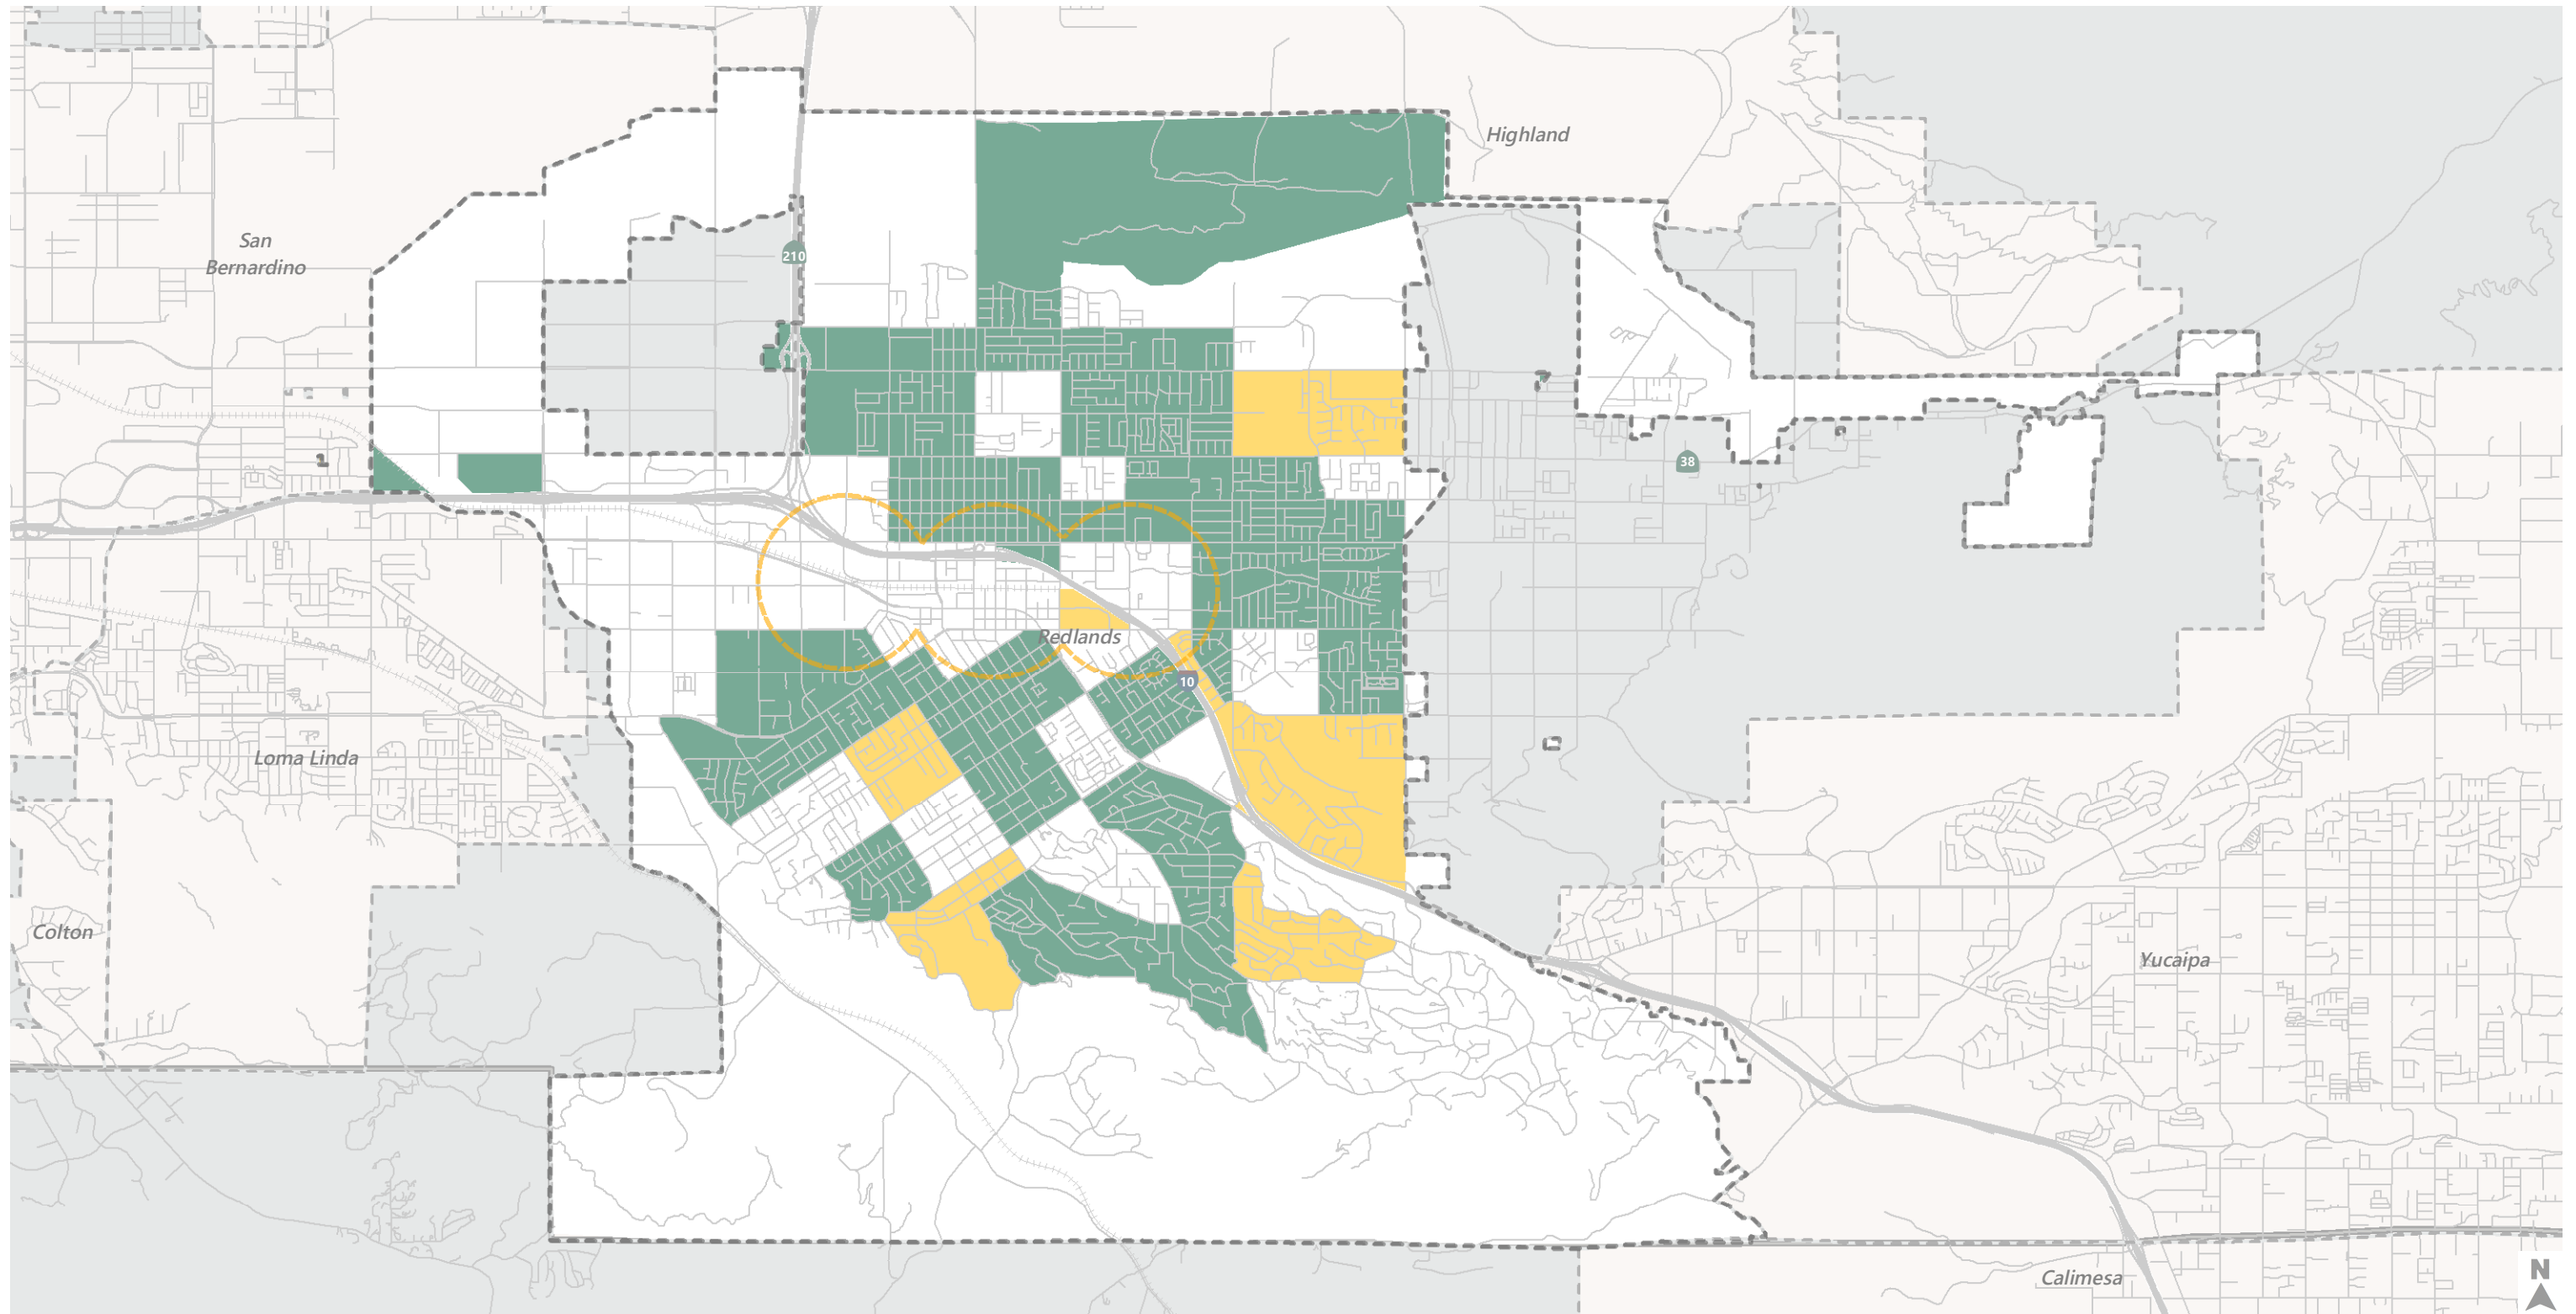 Highland
San
Bernardino
210
38
Redlands
10
Loma Linda
Colton
Yucaipa
Calimesa
N